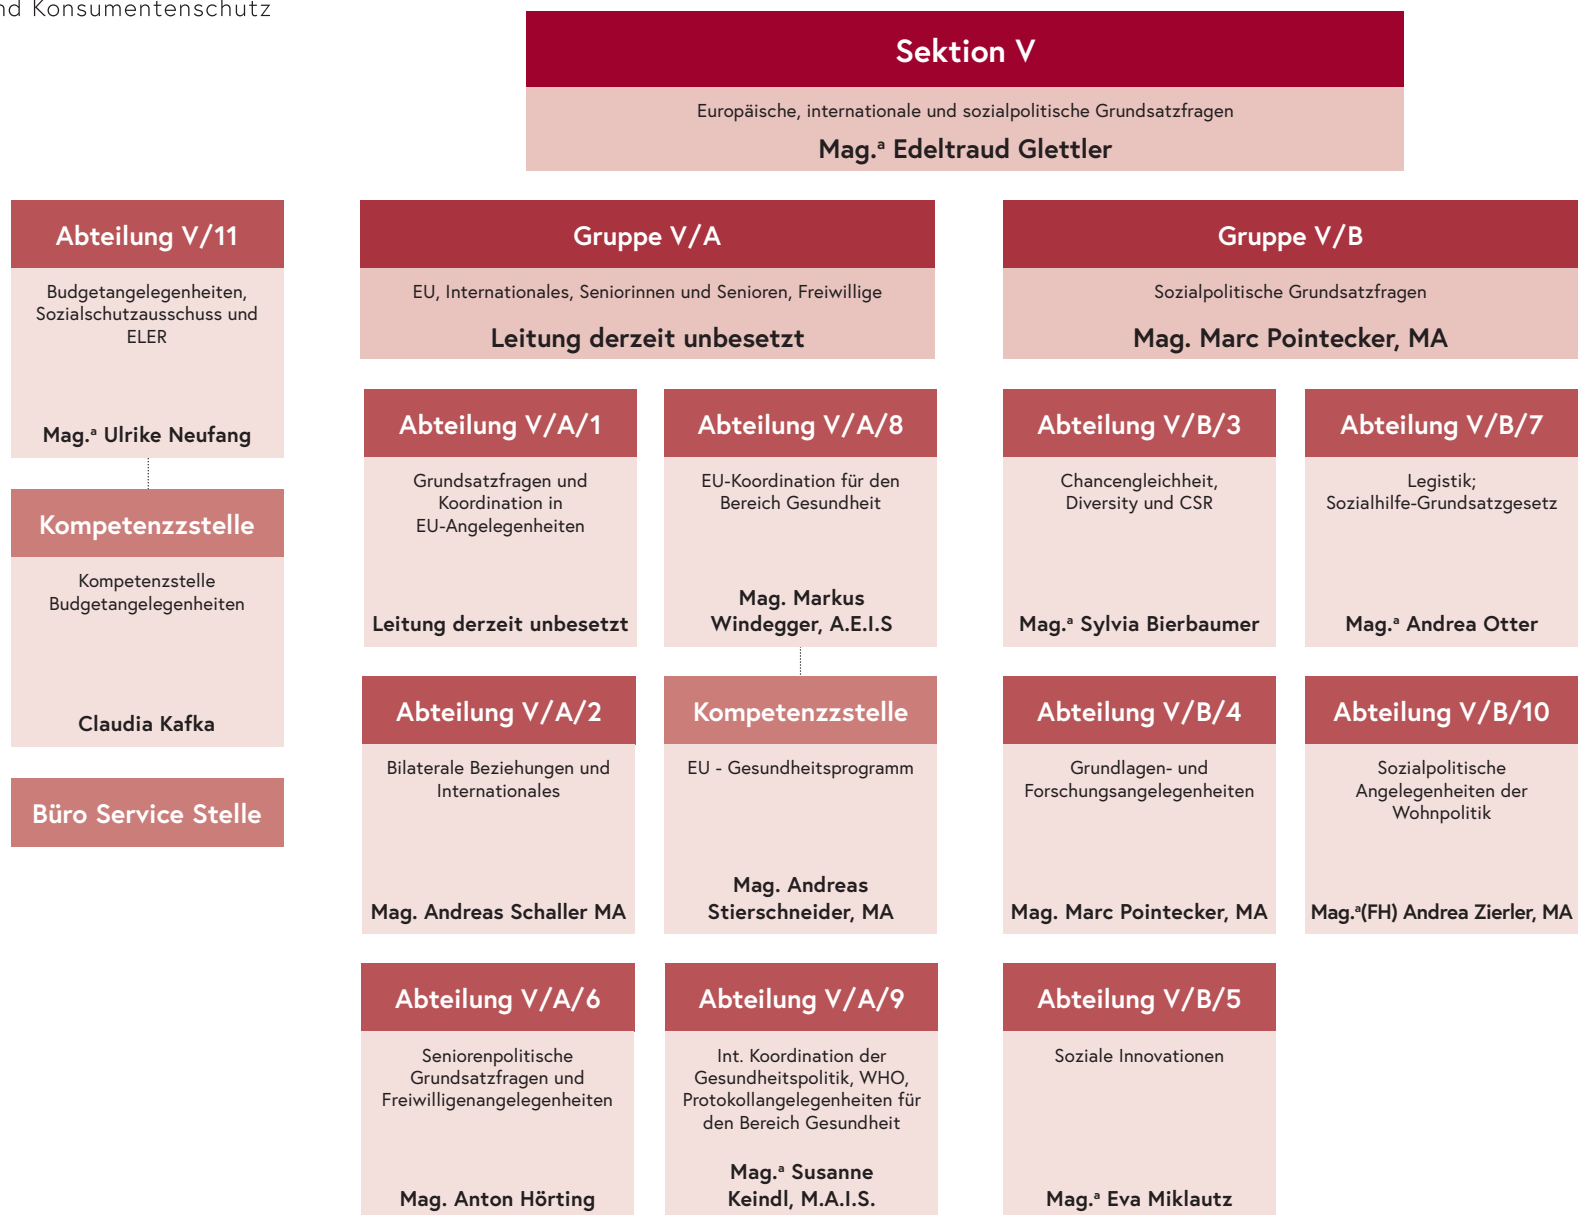 nd Konsumentenschutz
Sektion V
Europäische, internationale und sozialpolitische Grundsatzfragen
Mag.ª Edeltraud Glettler
Abteilung V/11
Budgetangelegenheiten,
Sozialschutzausschuss und
ELER
Mag.ª Ulrike Neufang
Kompetenzzstelle
Kompetenzstelle
Budgetangelegenheiten
Claudia Kafka
Büro Service Stelle
Gruppe V/A
EU, Internationales, Seniorinnen und Senioren, Freiwillige
Leitung derzeit unbesetzt
Abteilung V/A/1
Grundsatzfragen und
Koordination in
EU-Angelegenheiten
Leitung derzeit unbesetzt
Abteilung V/A/8
EU-Koordination für den
Bereich Gesundheit
Mag. Markus
Windegger, A.E.I.S
Abteilung V/A/2
Bilaterale Beziehungen und
Internationales
Mag. Andreas Schaller MA
Kompetenzzstelle
EU - Gesundheitsprogramm
Mag. Andreas
Stierschneider, MA
Abteilung V/A/6
Seniorenpolitische
Grundsatzfragen und
Freiwilligenangelegenheiten
Mag. Anton Hörting
Abteilung V/A/9
Int. Koordination der
Gesundheitspolitik, WHO,
Protokollangelegenheiten für
den Bereich Gesundheit
Mag.ª Susanne
Keindl, M.A.I.S.
Gruppe V/B
Sozialpolitische Grundsatzfragen
Mag. Marc Pointecker, MA
Abteilung V/B/3
Chancengleichheit,
Diversity und CSR
Mag.ª Sylvia Bierbaumer
Abteilung V/B/7
Legistik;
Sozialhilfe-Grundsatzgesetz
Mag.ª Andrea Otter
Abteilung V/B/4
Grundlagen- und
Forschungsangelegenheiten
Mag. Marc Pointecker, MA
Abteilung V/B/10
Sozialpolitische
Angelegenheiten der
Wohnpolitik
Mag.ª(FH) Andrea Zierler, MA
Abteilung V/B/5
Soziale Innovationen
Mag.ª Eva Miklautz